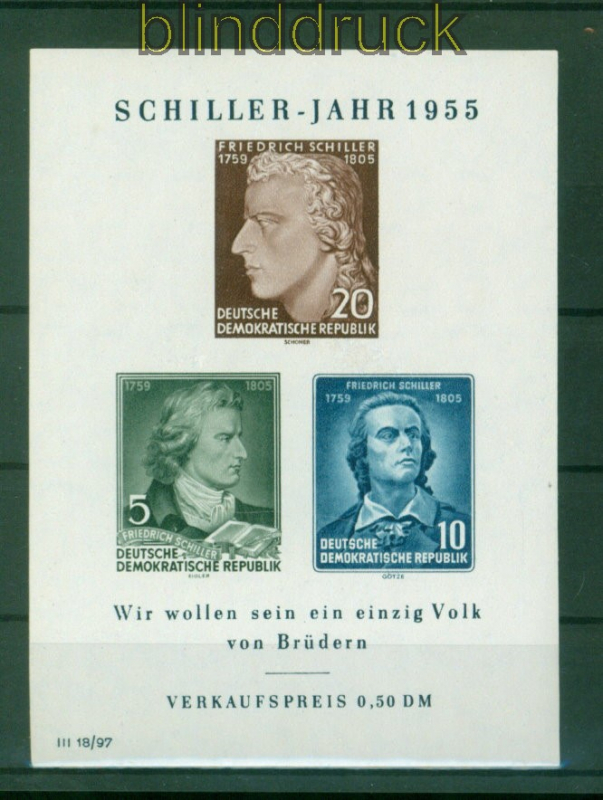 blinddruck
SCHILLER-JAHR 1955
FRIEDRICH SCHILLER
1759 1805
20
DEUTSCHE
DEMOKRATISCHE REPUBLIK
1759 1805
5
FRIEDRICH SCHILLER
DEUTSCHE
DEMOKRATISCHE REPUBLIK
EIGLER
FRIEDRICH SCHILLER
1759 1805
10
DEUTSCHE
DEMOKRATISCHE REPUBLIK
GÖTZE
Wir wollen sein ein einzig Volk
von Brüdern
VERKAUFSPREIS 0,50 DM
III 18/97